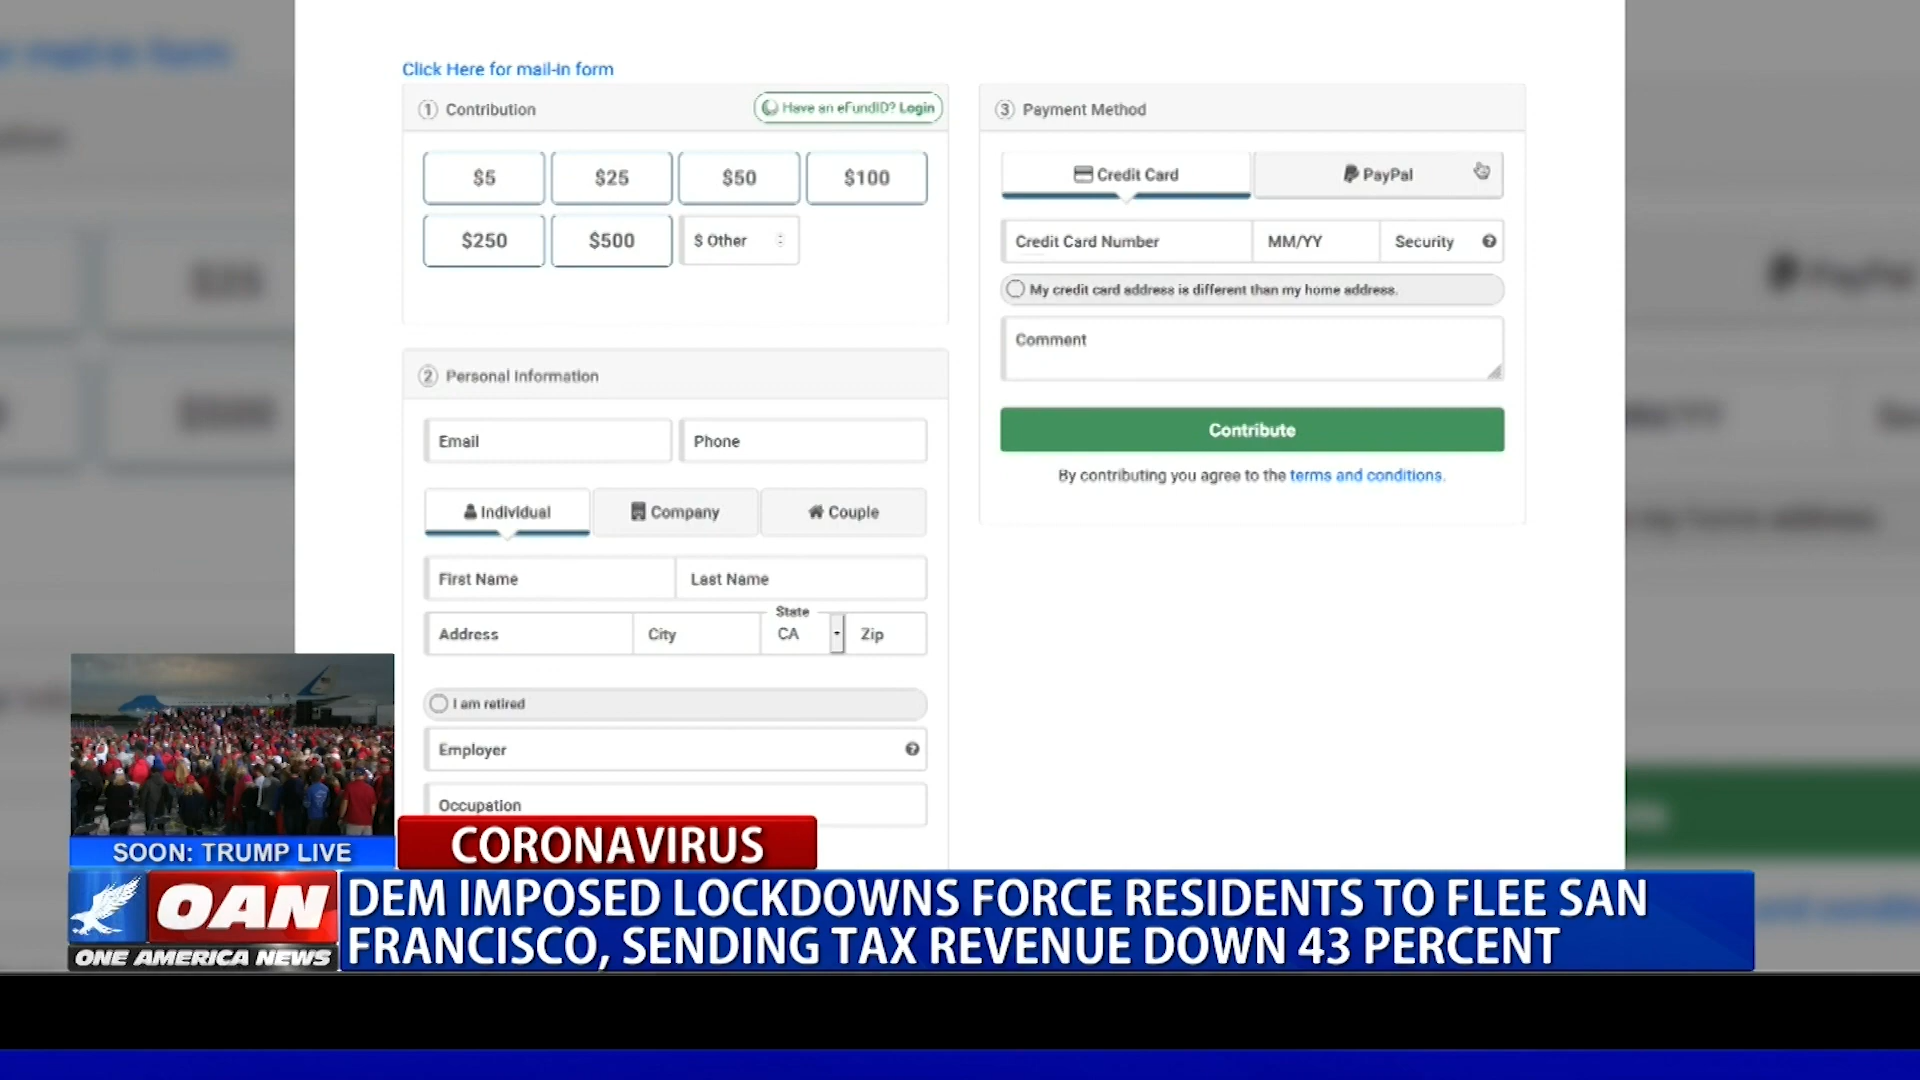 Click Here for mail-in form
1 Contribution
Have an eFundID? Login
$5
$25
$50
$100
$250
$500
$ Other
2 Personal Information
Email
Phone
Individual
Company
Couple
First Name
Last Name
State
Address
City
CA
Zip
I am retired
Employer
Occupation
3 Payment Method
Credit Card
PayPal
Credit Card Number
MM/YY
Security
My credit card address is different than my home address.
Comment
Contribute
By contributing you agree to the terms and conditions.
SOON: TRUMP LIVE
CORONAVIRUS
OAN
ONE AMERICA NEWS
DEM IMPOSED LOCKDOWNS FORCE RESIDENTS TO FLEE SAN
FRANCISCO, SENDING TAX REVENUE DOWN 43 PERCENT